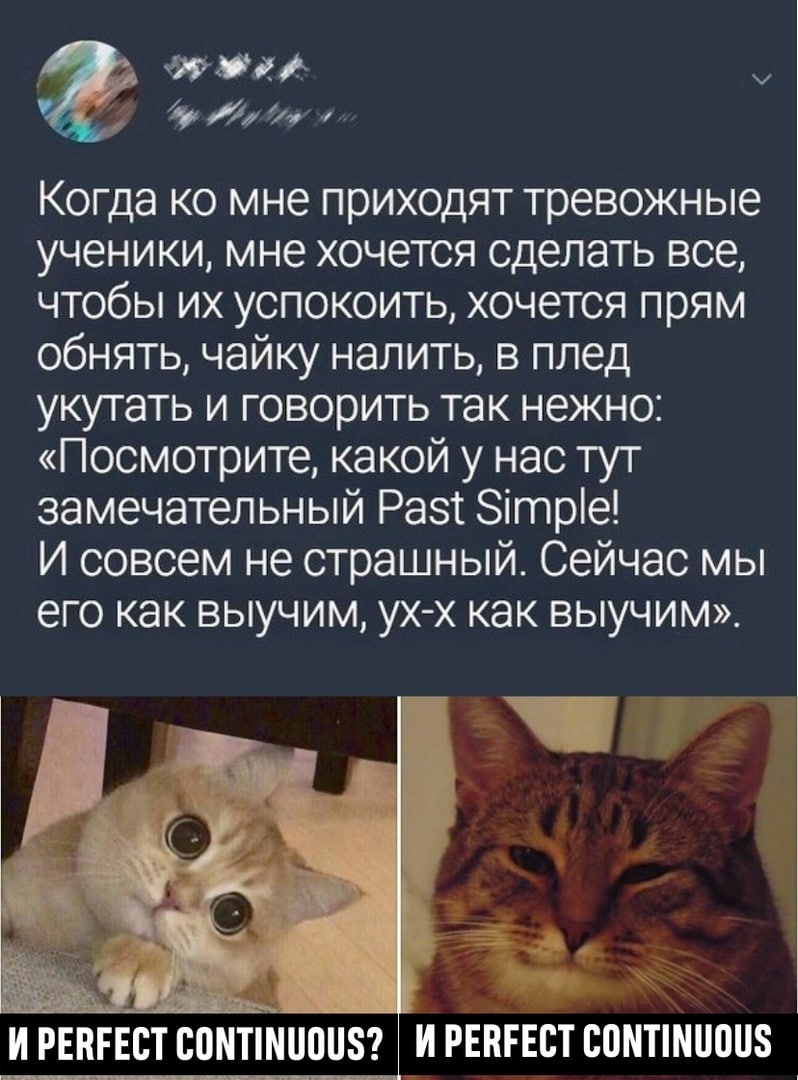 Когда ко мне приходят тревожные
ученики, мне хочется сделать все,
чтобы их успокоить, хочется прям
обнять, чайку налить, в плед
укутать и говорить так нежно:
«Посмотрите, какой у нас тут
замечательный Past Simple!
И совсем не страшный. Сейчас мы
его как выучим, ух-х как выучим».
И PERFECT CONTINUOUS?
И PERFECT CONTINUOUS